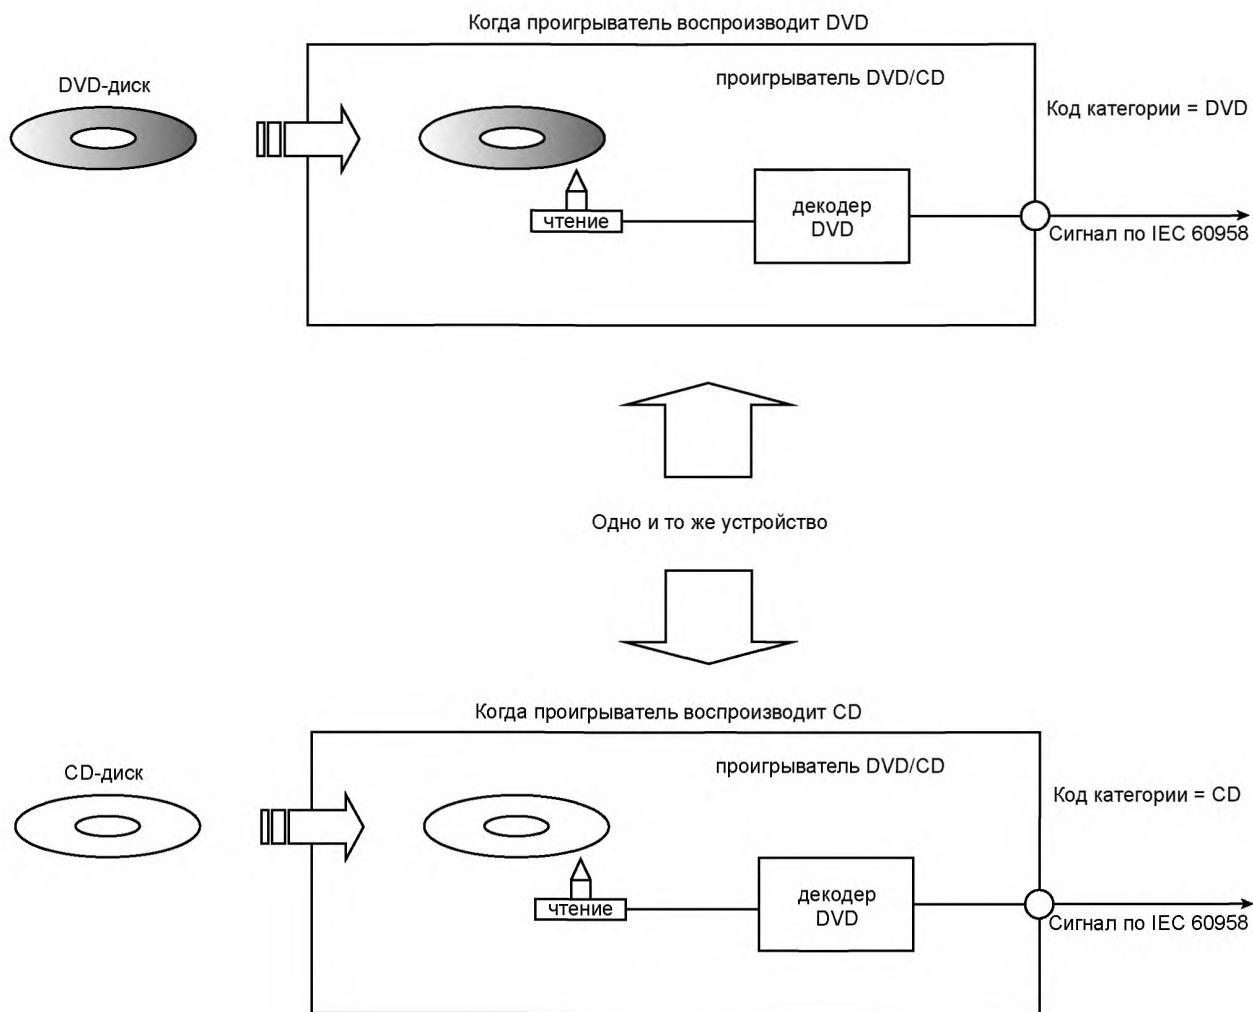 Когда проигрыватель воспроизводит DVD
DVD-диск
проигрыватель DVD/CD
Код категории = DVD
чтение
декодер
DVD
Сигнал по IEC 60958
Одно и то же устройство
Когда проигрыватель воспроизводит CD
CD-диск
проигрыватель DVD/CD
Код категории = CD
чтение
декодер
DVD
Сигнал по IEC 60958